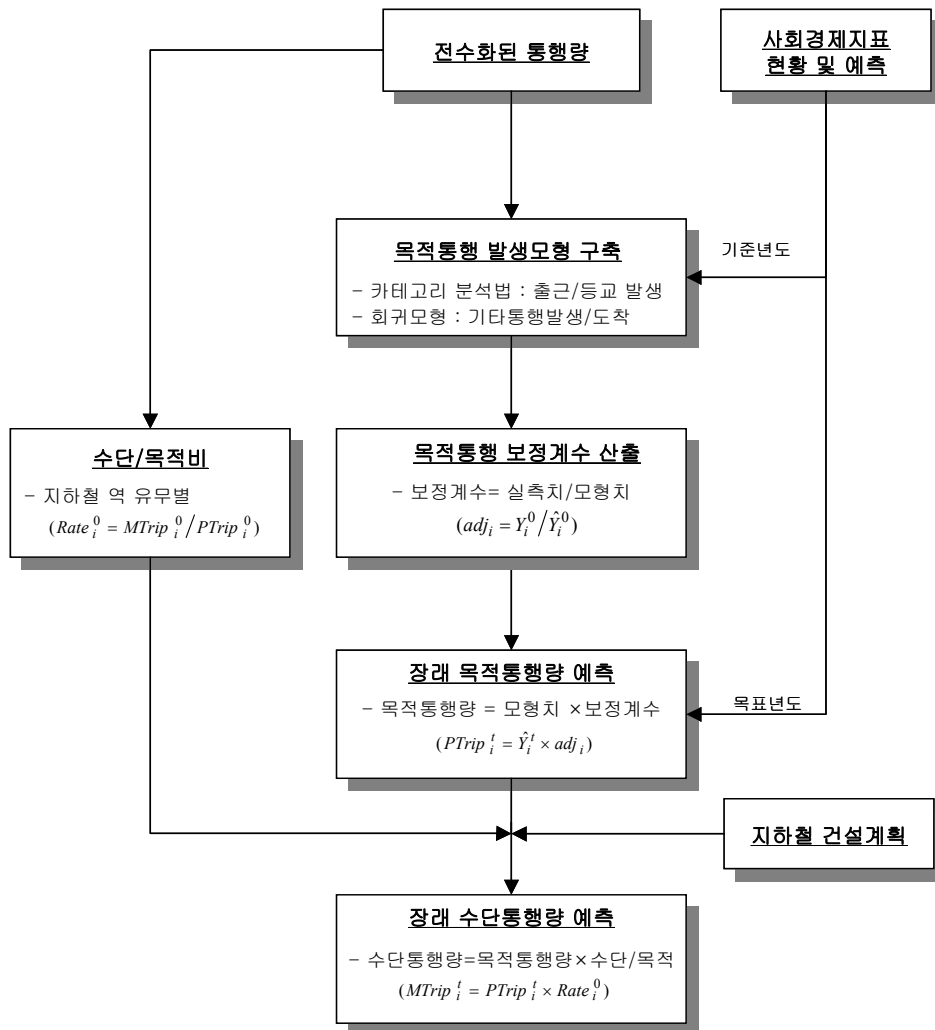 전수화된 통행량
사회경제지표
현황 및 예측
목적통행 발생모형 구축
- 카테고리 분석법 : 출근/등교 발생
- 회귀모형 : 기타통행발생/도착
기준년도
수단/목적비
- 지하철 역 유무별
(Rate_i^0 = MTrip_i^0/PTrip_i^0)
목적통행 보정계수 산출
- 보정계수= 실측치/모형치
(adj_i = Y_i^0/Ŷ_i^0)
장래 목적통행량 예측
- 목적통행량 = 모형치 ×보정계수
(PTrip_i^t = Ŷ_i^t × adj_i)
목표년도
지하철 건설계획
장래 수단통행량 예측
- 수단통행량=목적통행량×수단/목적
(MTrip_i^t = PTrip_i^t × Rate_i^0)